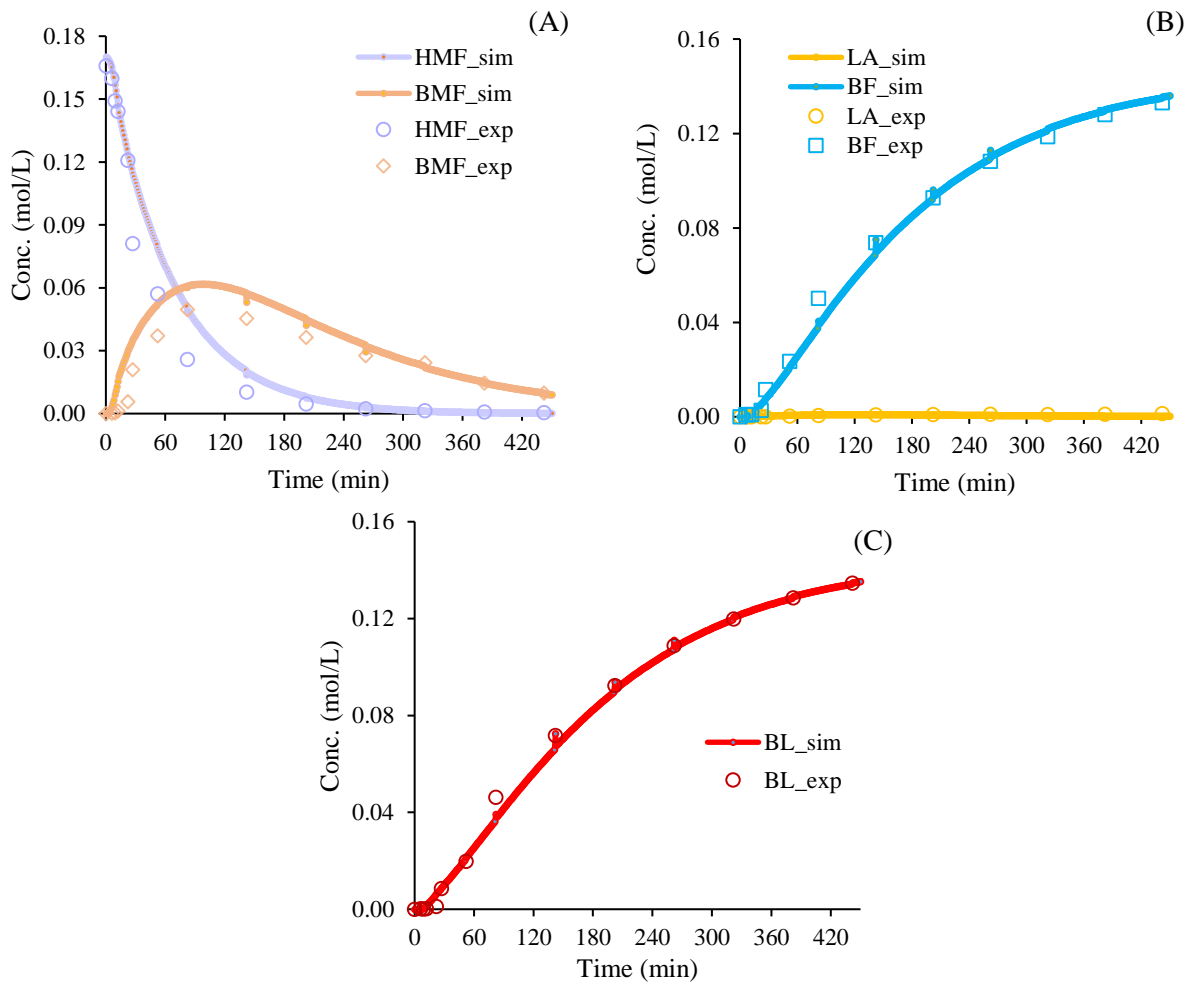 (A)
0.18
0.15
0.12
0.09
0.06
0.03
0.00
Conc. (mol/L)
HMF_sim
BMF_sim
HMF_exp
BMF_exp
0 60 120 180 240 300 360 420
Time (min)
(B)
0.16
0.12
0.08
0.04
0.00
Conc. (mol/L)
LA_sim
BF_sim
LA_exp
BF_exp
0 60 120 180 240 300 360 420
Time (min)
(C)
0.16
0.12
0.08
0.04
0.00
Conc. (mol/L)
BL_sim
BL_exp
0 60 120 180 240 300 360 420
Time (min)